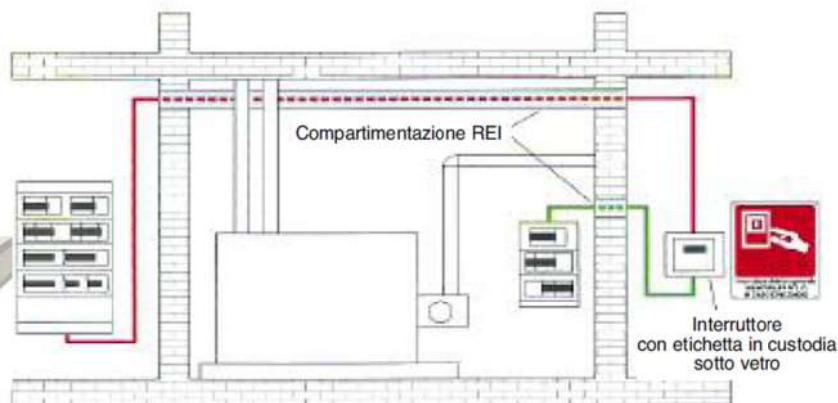 Compartimentazione REI
Interruttore
con etichetta in custodia
sotto vetro